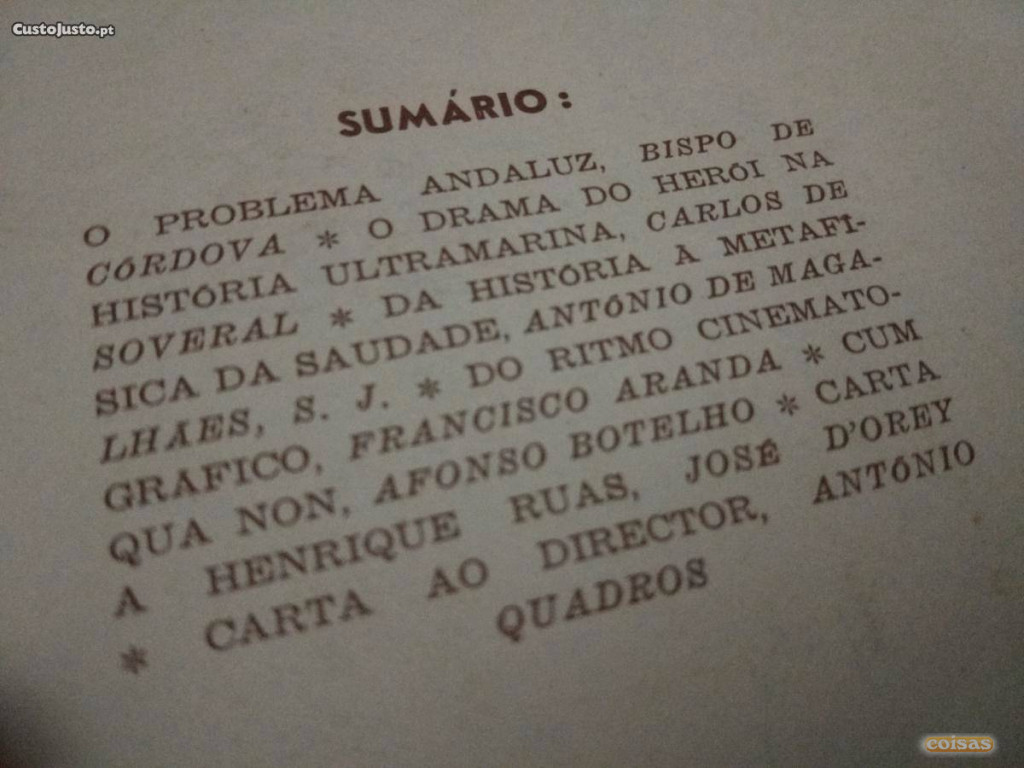 CustoJusto.pt
SUMÁRIO:
O PROBLEMA ANDALUZ, BISPO DE
CÓRDOVA * O DRAMA DO HERÓI NA
HISTÓRIA ULTRAMARINA, CARLOS DE
SOVERAL * DA HISTÓRIA À METAFÍ-
SICA DA SAUDADE, ANTÓNIO DE MAGA-
LHÃES, S. J. * DO RITMO CINEMATO-
GRÁFICO, FRANCISCO ARANDA * CUM
QUA NON, AFONSO BOTELHO * CARTA
A HENRIQUE RUAS, JOSÉ D'OREY
* CARTA AO DIRECTOR, ANTÓNIO
QUADROS
coisas